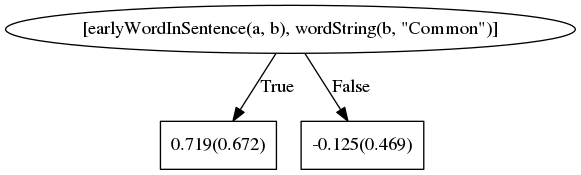 [earlyWordInSentence(a, b), wordString(b, "Common")]
True
False
0.719(0.672)
-0.125(0.469)